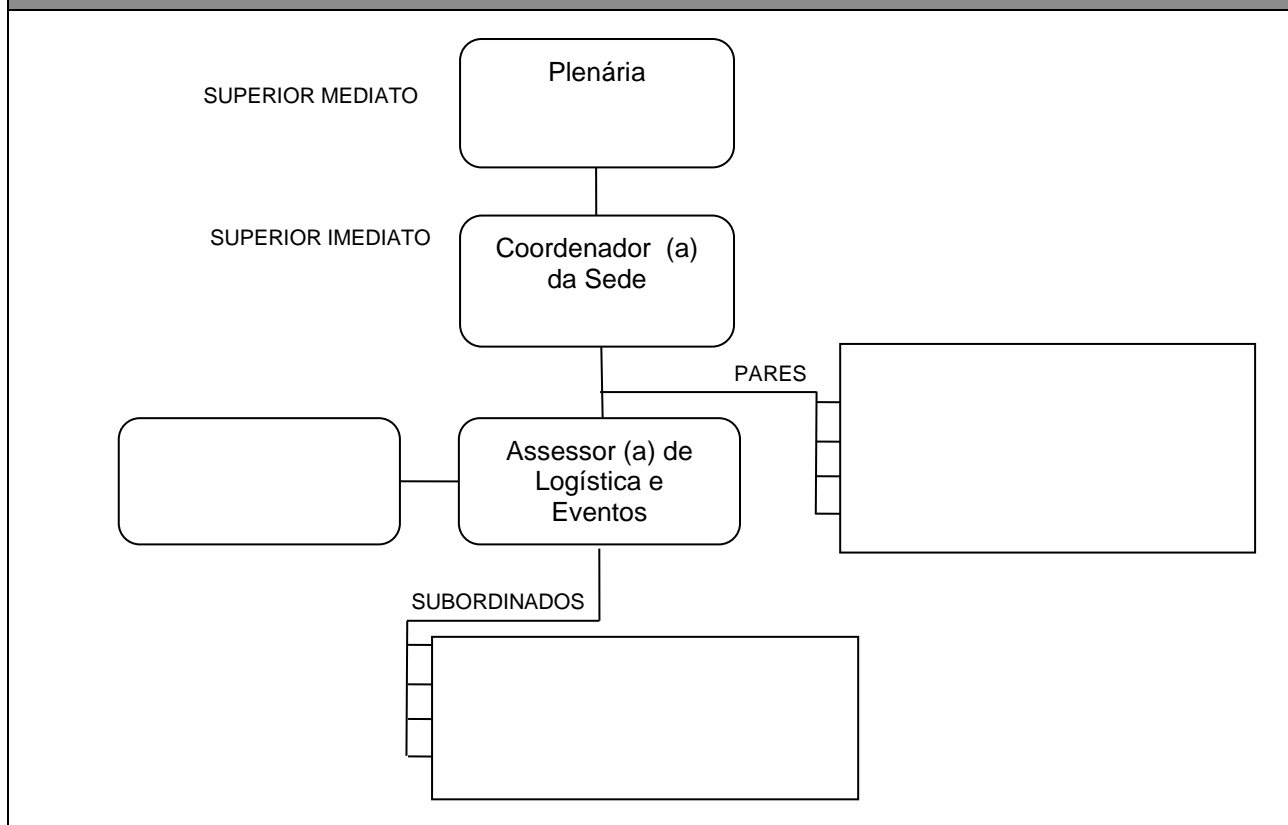 Plenária
SUPERIOR MEDIATO
SUPERIOR IMEDIATO
Coordenador (a)
da Sede
PARES
Assessor (a) de
Logística e
Eventos
SUBORDINADOS